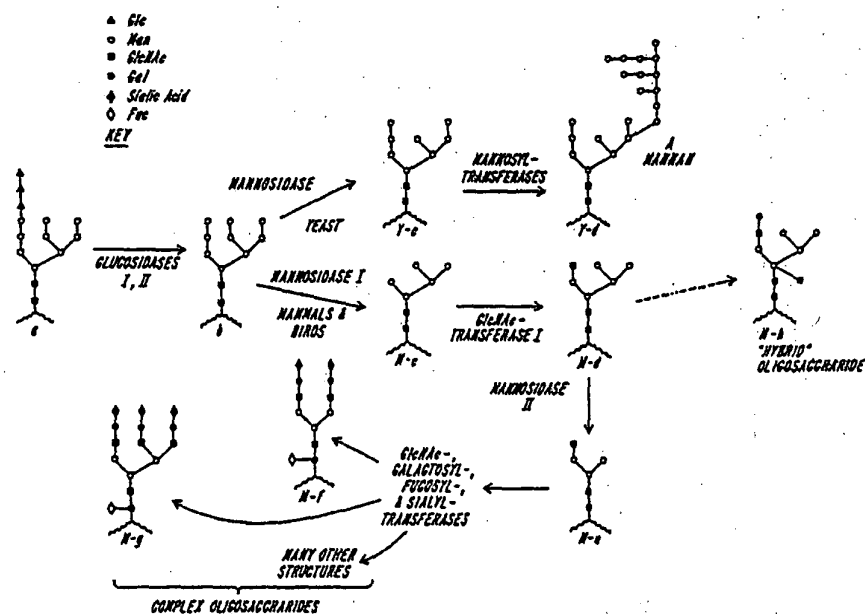 Glc
Man
GlcNAc
Gal
Sialic Acid
Fuc
KEY
MANNOSIDASE
YEAST
MANNOSYL-
TRANSFERASES
A
MANNAN
GLUCOSIDASES
I, II
MANNOSIDASE I
MAMMALS &
BIRDS
GlcNAc-
TRANSFERASE I
a
b
Y-c
Y-d
M-c
M-d
M-h
"HYBRID"
OLIGOSACCHARIDE
MANNOSIDASE
II
M-e
GlcNAc-,
GALACTOSYL-,
FUCOSYL-,
& SIALYL-
TRANSFERASES
M-f
M-g
MANY OTHER
STRUCTURES
COMPLEX OLIGOSACCHARIDES